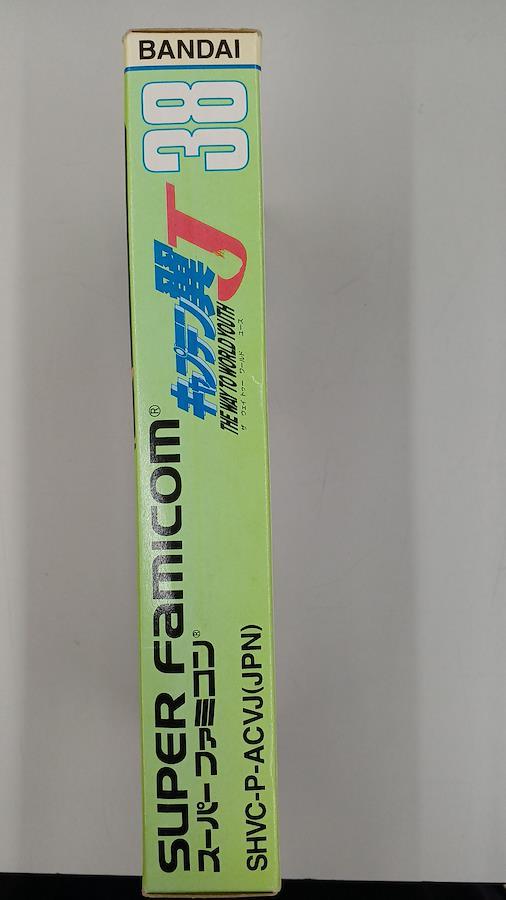 BANDAI
38
キャプテン翼J
THE WAY TO WORLD YOUTH
ザ ウェイ トゥー ワールド ユース
SUPER FAMICOM®
スーパーファミコン®
SHVC-P-ACVJ(JPN)